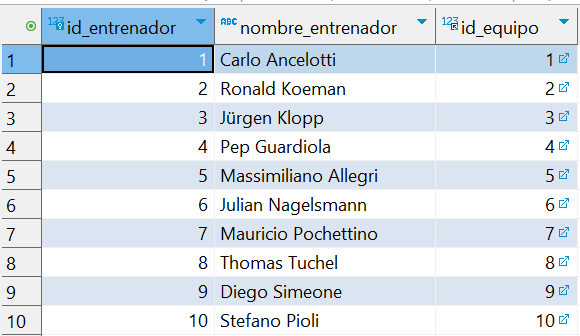 123 id_entrenador ABC nombre_entrenador 123 id_equipo
1 1 Carlo Ancelotti 1
2 2 Ronald Koeman 2
3 3 Jürgen Klopp 3
4 4 Pep Guardiola 4
5 5 Massimiliano Allegri 5
6 6 Julian Nagelsmann 6
7 7 Mauricio Pochettino 7
8 8 Thomas Tuchel 8
9 9 Diego Simeone 9
10 10 Stefano Pioli 10